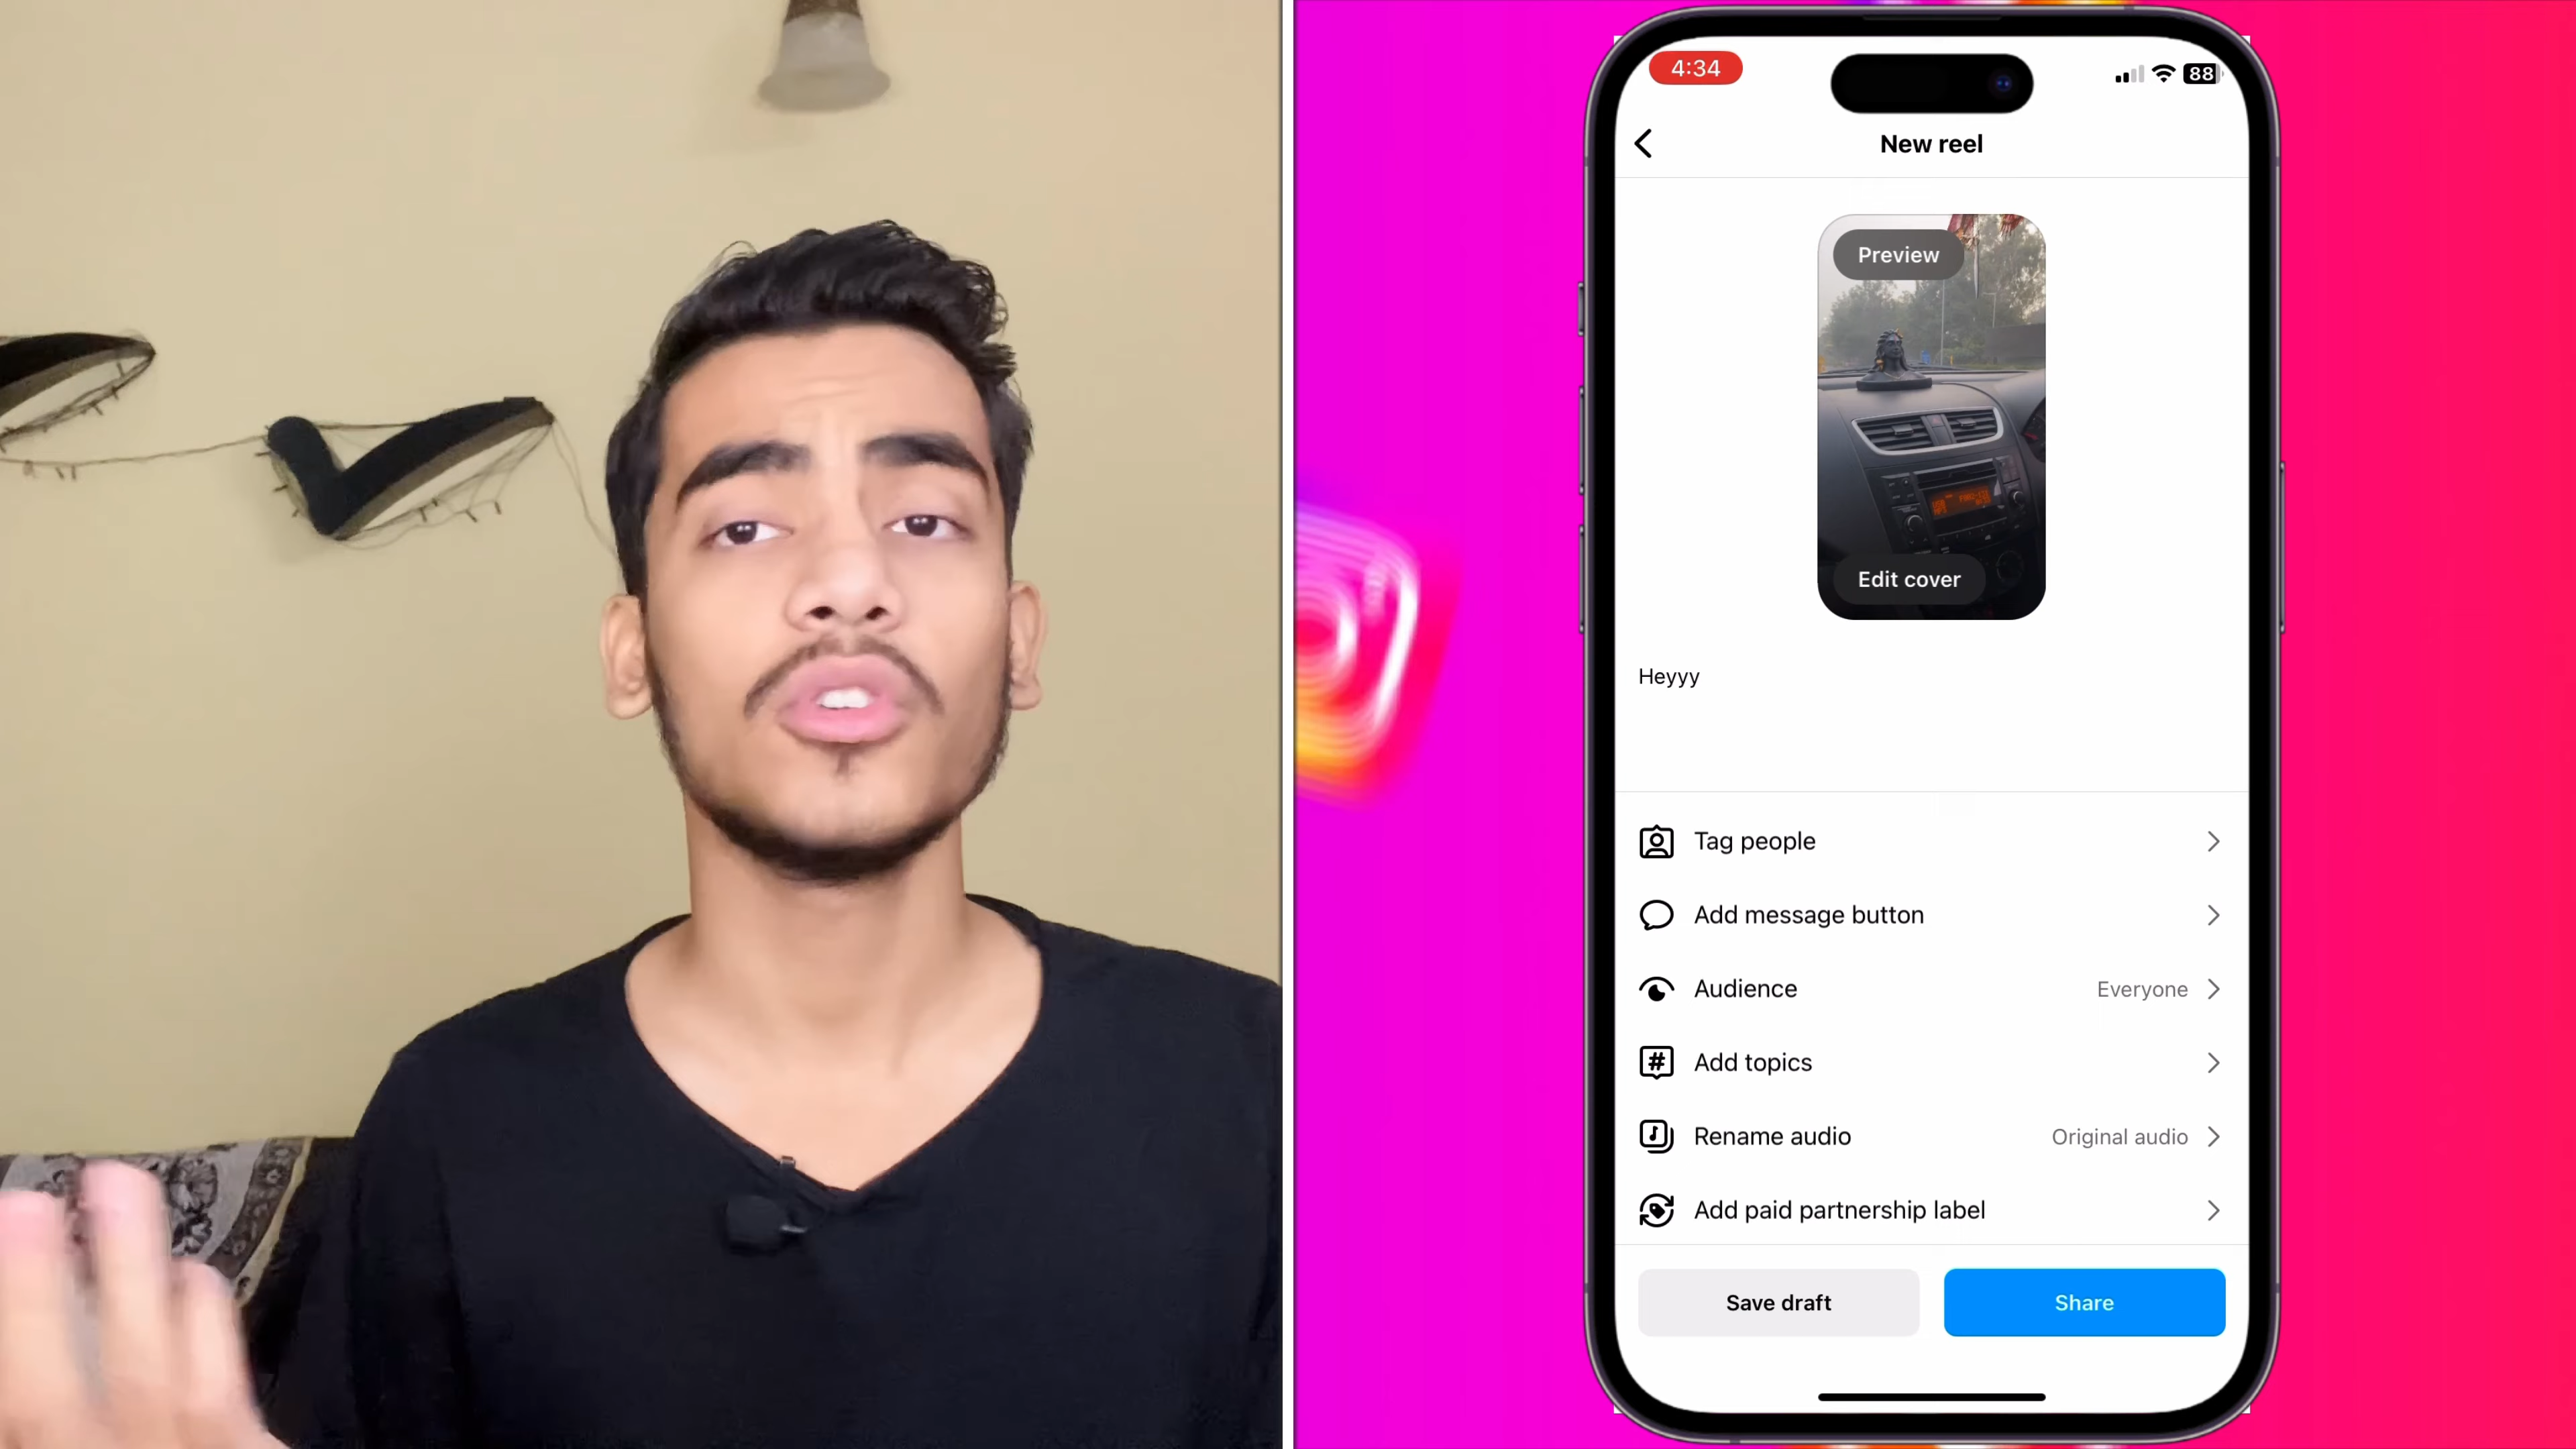 4:34
88
New reel
Preview
Edit cover
Heyyy
Tag people
Add message button
Audience
Everyone
Add topics
Rename audio
Original audio
Add paid partnership label
Save draft
Share